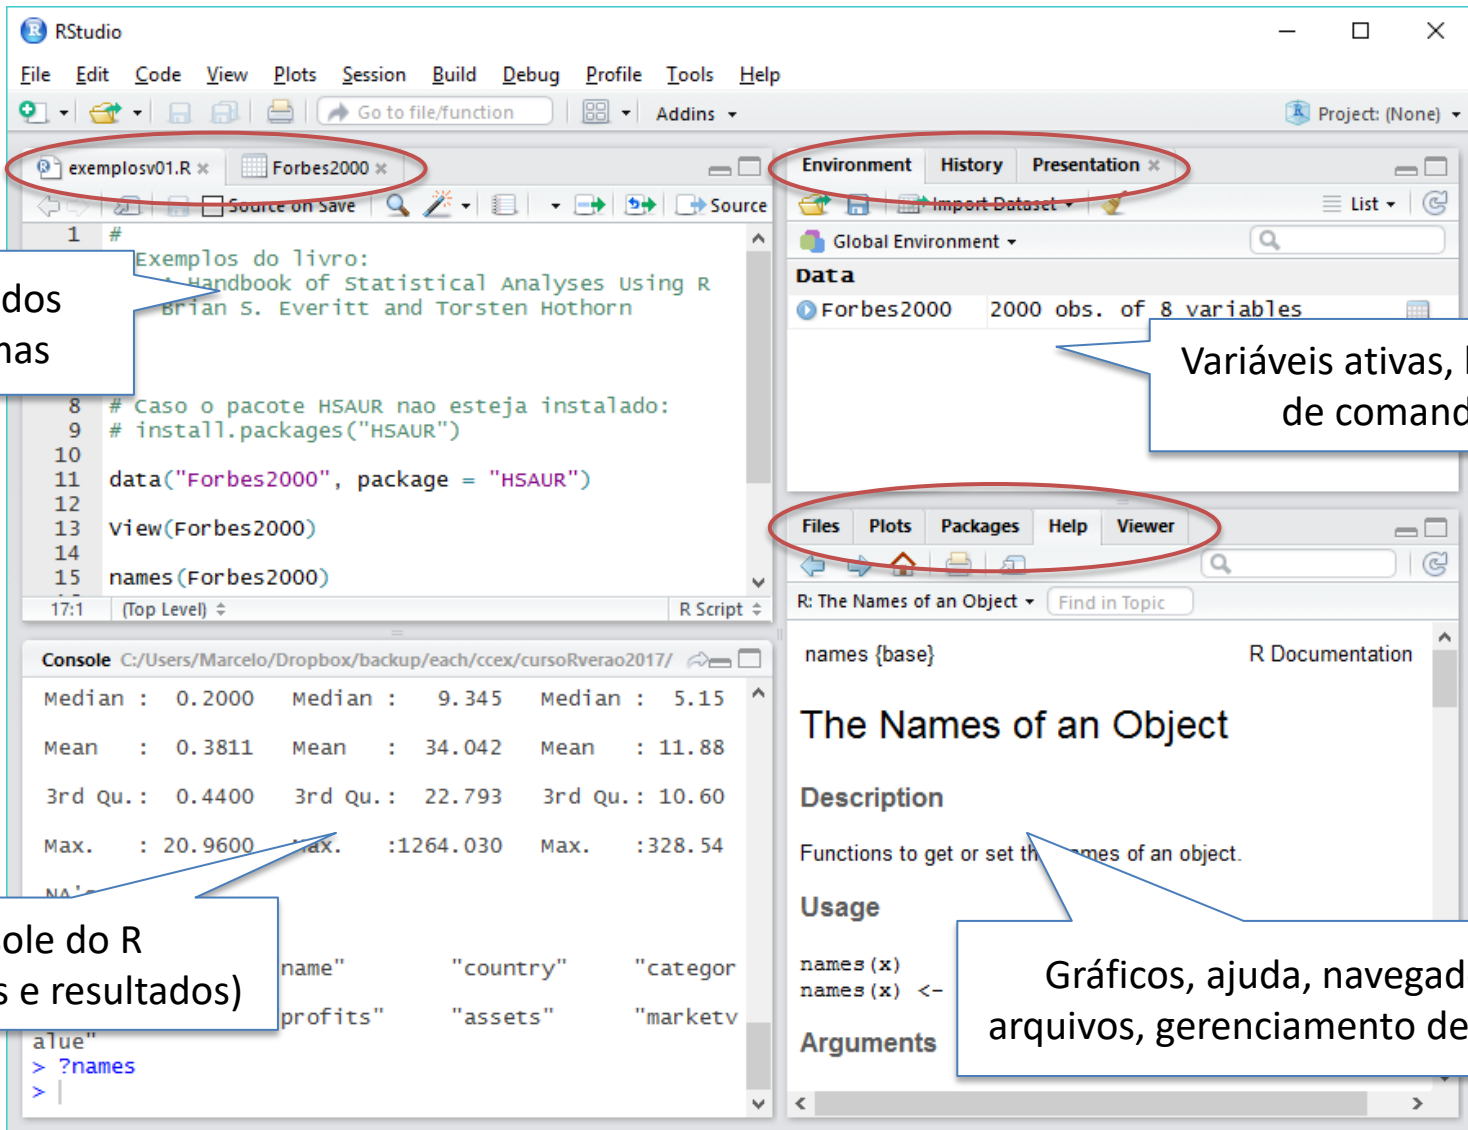 RStudio
File Edit Code View Plots Session Build Debug Profile Tools Help
Go to file/function Addins Project: (None)
exemplosv01.R Forbes2000
Source on Save Source
1 #
Exemplos do livro:
Handbook of Statistical Analyses Using R
Brian S. Everitt and Torsten Hothorn
8 # Caso o pacote HSAUR nao esteja instalado:
9 # install.packages("HSAUR")
10
11 data("Forbes2000", package = "HSAUR")
12
13 View(Forbes2000)
14
15 names(Forbes2000)
17:1 (Top Level) R Script
Console C:/Users/Marcelo/Dropbox/backup/each/ccex/cursoRverao2017/
Median : 0.2000 Median : 9.345 Median : 5.15
Mean : 0.3811 Mean : 34.042 Mean : 11.88
3rd Qu.: 0.4400 3rd Qu.: 22.793 3rd Qu.: 10.60
Max. : 20.9600 Max. :1264.030 Max. :328.54
NA's
name" "country" "categor
profits" "assets" "marketv
alue"
> ?names
>
Environment History Presentation
Import Dataset List
Global Environment
Data
Forbes2000 2000 obs. of 8 variables
Variáveis ativas,
de comand
Files Plots Packages Help Viewer
R: The Names of an Object Find in Topic
names {base} R Documentation
The Names of an Object
Description
Functions to get or set the names of an object.
Usage
names(x)
names(x) <-
Arguments
Gráficos, ajuda, navegad
arquivos, gerenciamento de
dos
nas
ole do R
s e resultados)